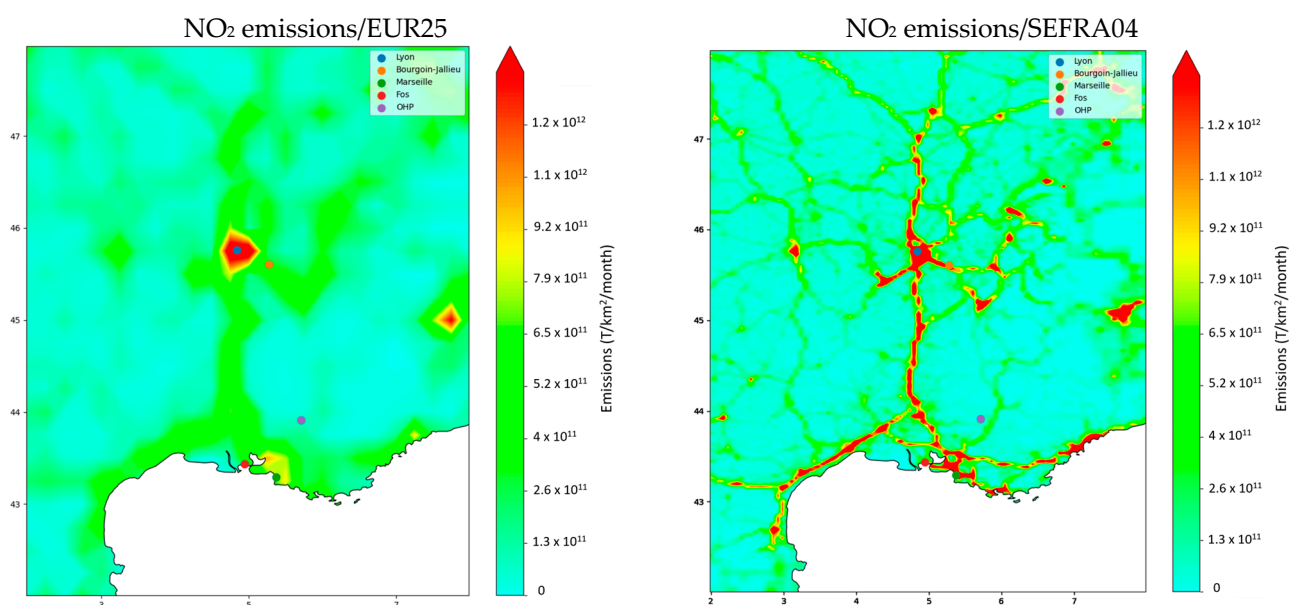 NO₂ emissions/EUR25
Lyon
Bourgoin-Jallieu
Marseille
Fos
OHP
47
46
45
44
43
3
5
7
1.2 x 10¹²
1.1 x 10¹²
9.2 x 10¹¹
7.9 x 10¹¹
6.5 x 10¹¹
5.2 x 10¹¹
4 x 10¹¹
2.6 x 10¹¹
1.3 x 10¹¹
0
Emissions (T/km²/month)
NO₂ emissions/SEFRA04
Lyon
Bourgoin-Jallieu
Marseille
Fos
OHP
47
46
45
44
43
2
3
4
5
6
7
1.2 x 10¹²
1.1 x 10¹²
9.2 x 10¹¹
7.9 x 10¹¹
6.5 x 10¹¹
5.2 x 10¹¹
4 x 10¹¹
2.6 x 10¹¹
1.3 x 10¹¹
0
Emissions (T/km²/month)